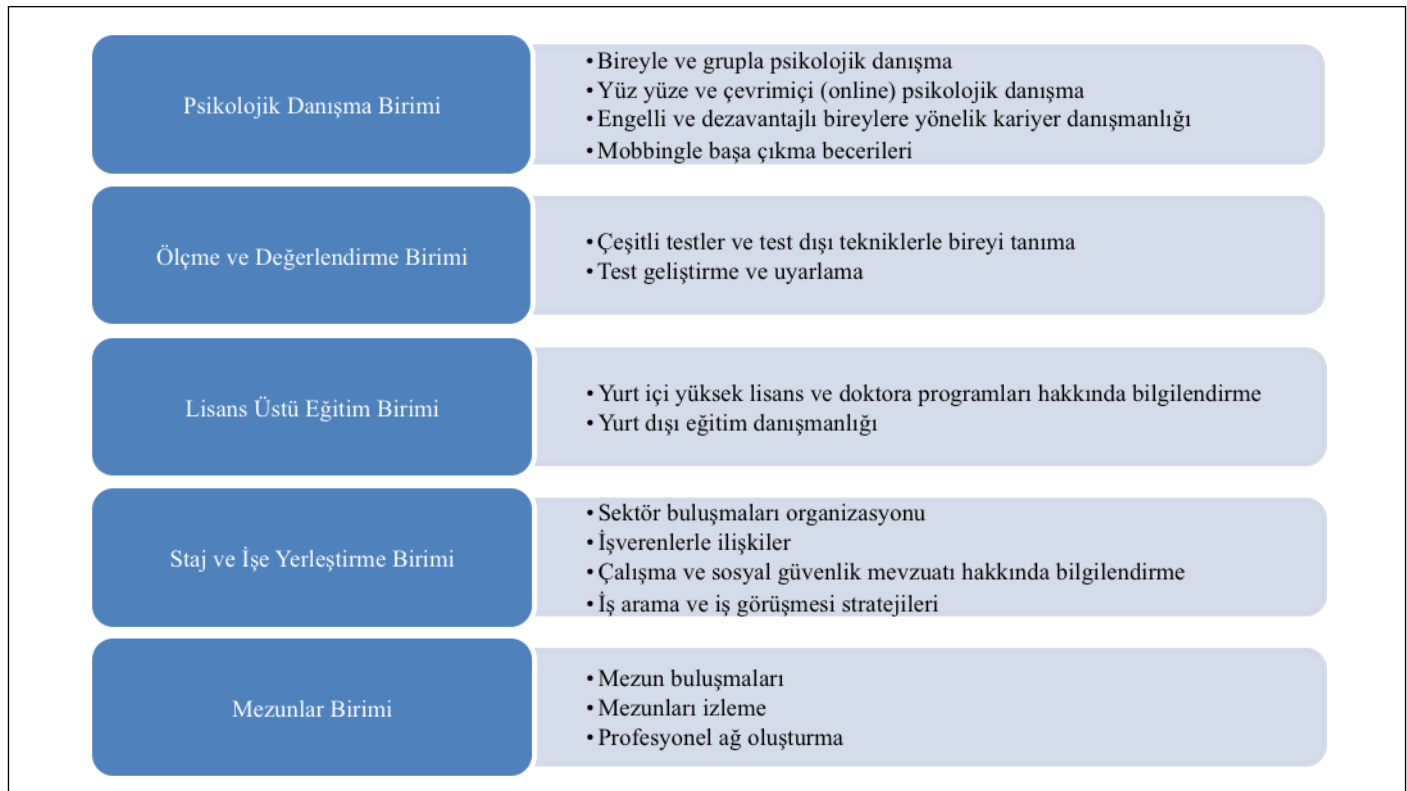 Psikolojik Danışma Birimi
• Bireyle ve grupla psikolojik danışma
• Yüz yüze ve çevrimiçi (online) psikolojik danışma
• Engelli ve dezavantajlı bireylere yönelik kariyer danışmanlığı
• Mobbingle başa çıkma becerileri
Ölçme ve Değerlendirme Birimi
• Çeşitli testler ve test dışı tekniklerle bireyi tanıma
• Test geliştirme ve uyarlama
Lisans Üstü Eğitim Birimi
• Yurt içi yüksek lisans ve doktora programları hakkında bilgilendirme
• Yurt dışı eğitim danışmanlığı
Staj ve İşe Yerleştirme Birimi
• Sektör buluşmaları organizasyonu
• İşverenlerle ilişkiler
• Çalışma ve sosyal güvenlik mevzuatı hakkında bilgilendirme
• İş arama ve iş görüşmesi stratejileri
Mezunlar Birimi
• Mezun buluşmaları
• Mezunları izleme
• Profesyonel ağ oluşturma